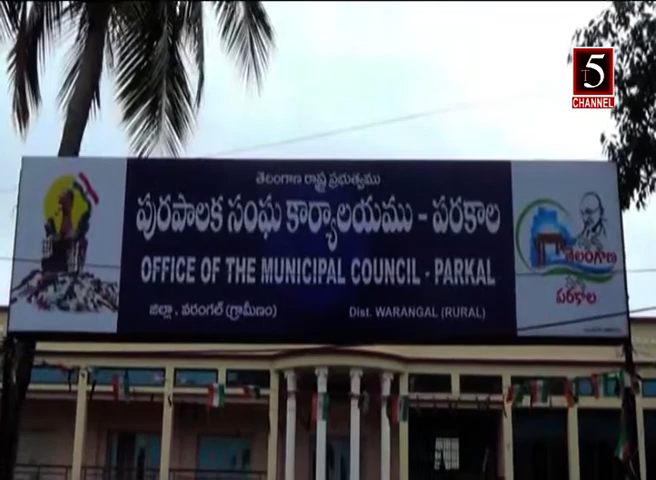 T5
CHANNEL
తెలంగాణ రాష్ట్ర ప్రభుత్వము
పురపాలక సంఘ కార్యాలయము - పరకాల
OFFICE OF THE MUNICIPAL COUNCIL - PARKAL
జిల్లా. వరంగల్ (గ్రామీణం)
Dist. WARANGAL (RURAL)
తెలంగాణ
పరకాల